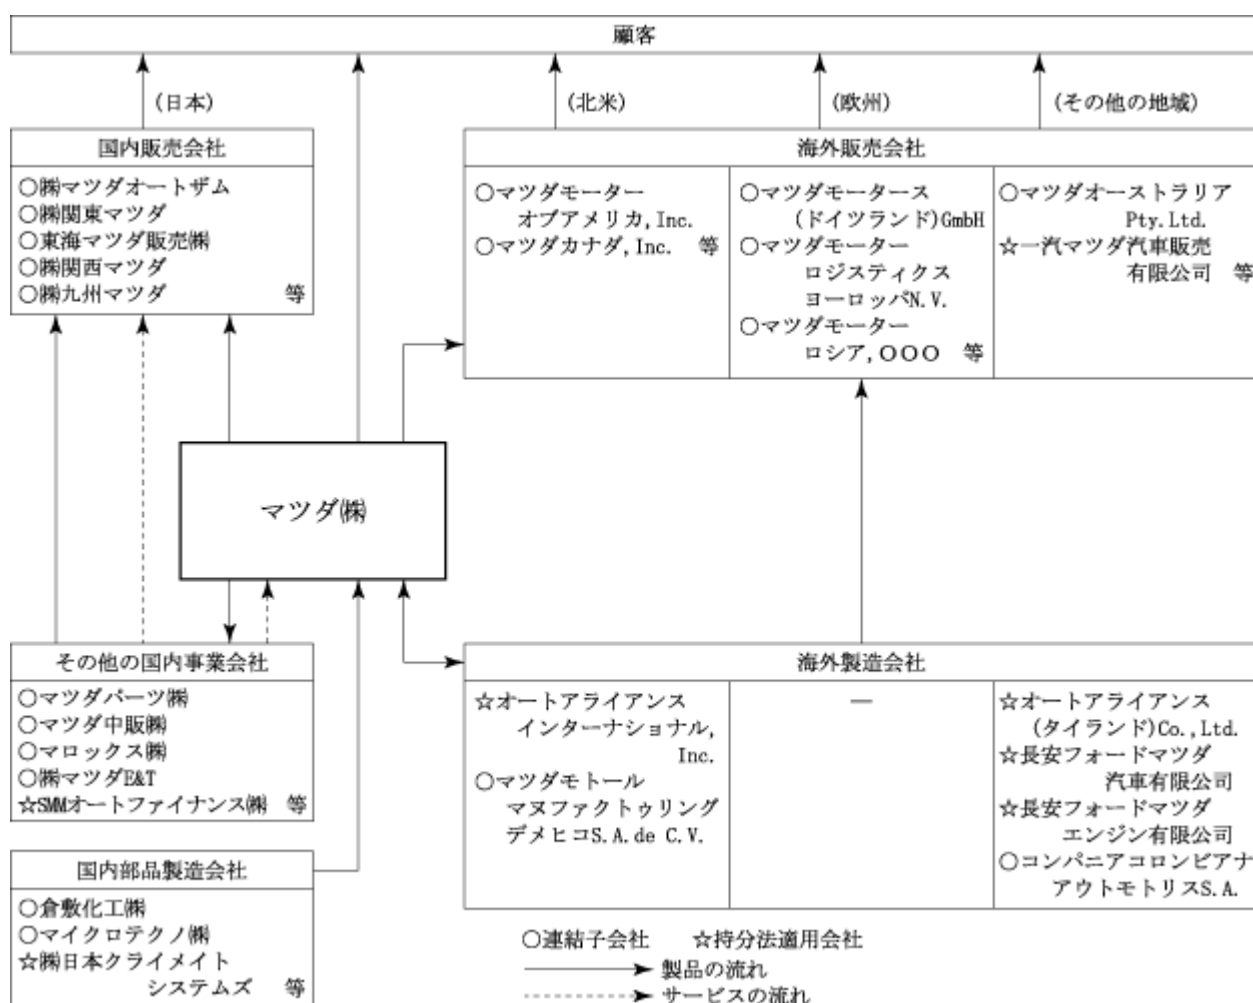 顧客
(日本)
(北米)
(欧州)
(その他の地域)
国内販売会社
○㈱マツダオートザム
○㈱関東マツダ
○東海マツダ販売㈱
○㈱関西マツダ
○㈱九州マツダ 等
海外販売会社
○マツダモーター
オブアメリカ,Inc.
○マツダカナダ,Inc. 等
○マツダモータース
(ドイツランド)GmbH
○マツダモーター
ロジスティクス
ヨーロッパN.V.
○マツダモーター
ロシア,OOO 等
○マツダオーストラリア
Pty.Ltd.
☆一汽マツダ汽車販売
有限公司 等
マツダ㈱
その他の国内事業会社
○マツダパーツ㈱
○マツダ中販㈱
○マロックス㈱
○㈱マツダE&T
☆SMMオートファイナンス㈱ 等
海外製造会社
☆オートアライアンス
インターナショナル,
Inc.
○マツダモトール
マヌファクトゥリング
デメヒコS.A.de C.V.
―
☆オートアライアンス
(タイランド)Co.,Ltd.
☆長安フォードマツダ
汽車有限公司
☆長安フォードマツダ
エンジン有限公司
○コンパニアコロンビアナ
アウトモトリスS.A.
国内部品製造会社
○倉敷化工㈱
○マイクロテクノ㈱
☆㈱日本クライメイト
システムズ 等
○連結子会社 ☆持分法適用会社
製品の流れ
サービスの流れ